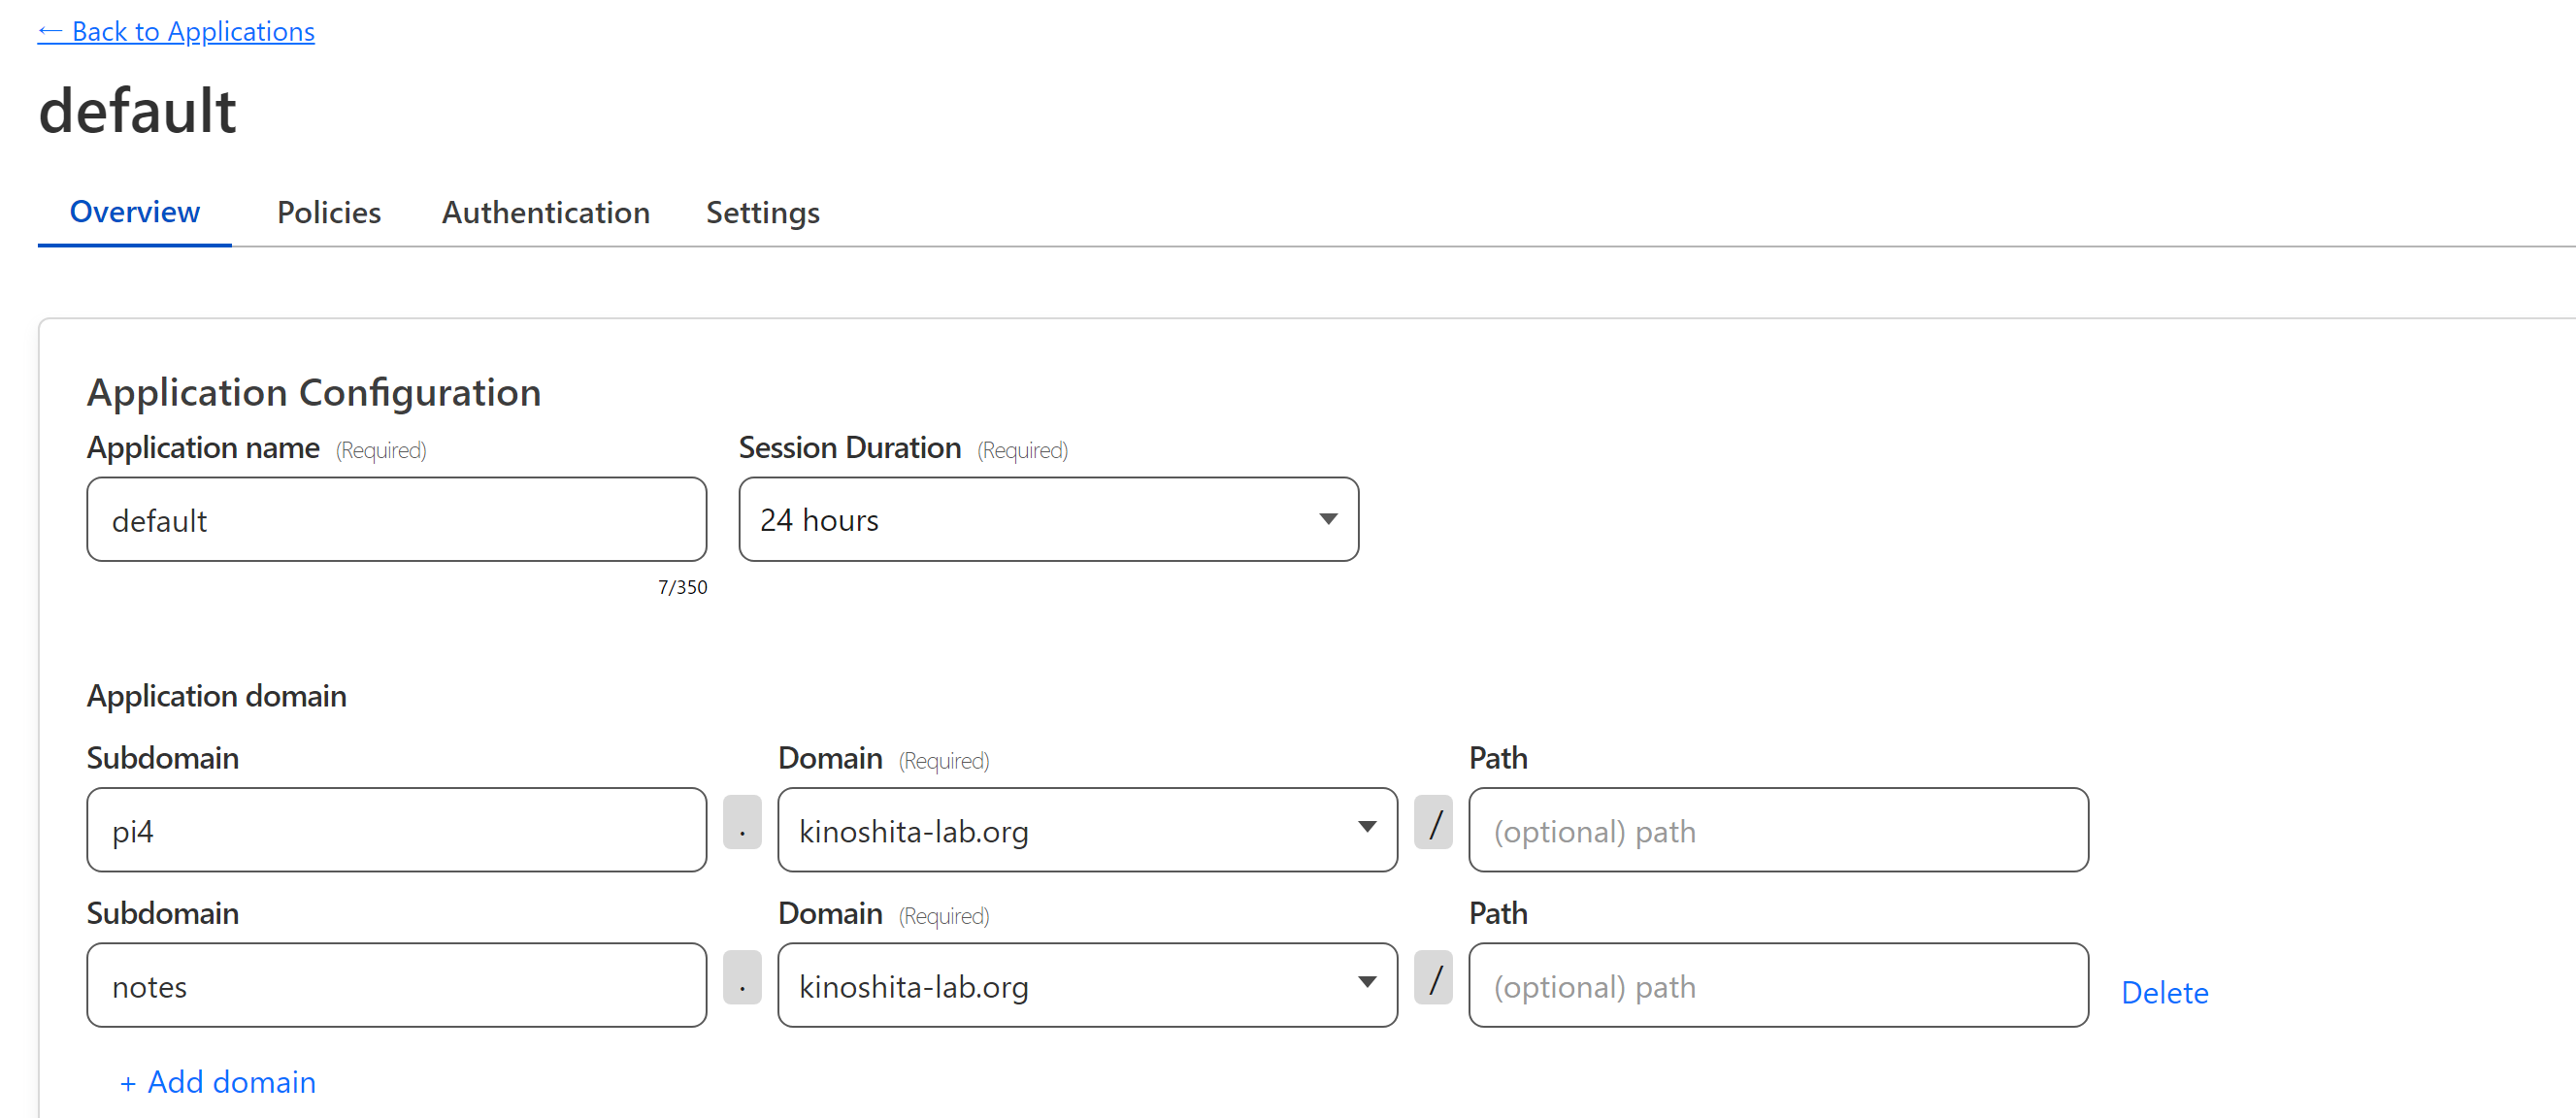 ← Back to Applications
default
Overview Policies Authentication Settings
Application Configuration
Application name (Required) Session Duration (Required)
default 24 hours
7/350
Application domain
Subdomain Domain (Required) Path
pi4 . kinoshita-lab.org / (optional) path
Subdomain Domain (Required) Path
notes . kinoshita-lab.org / (optional) path Delete
+ Add domain